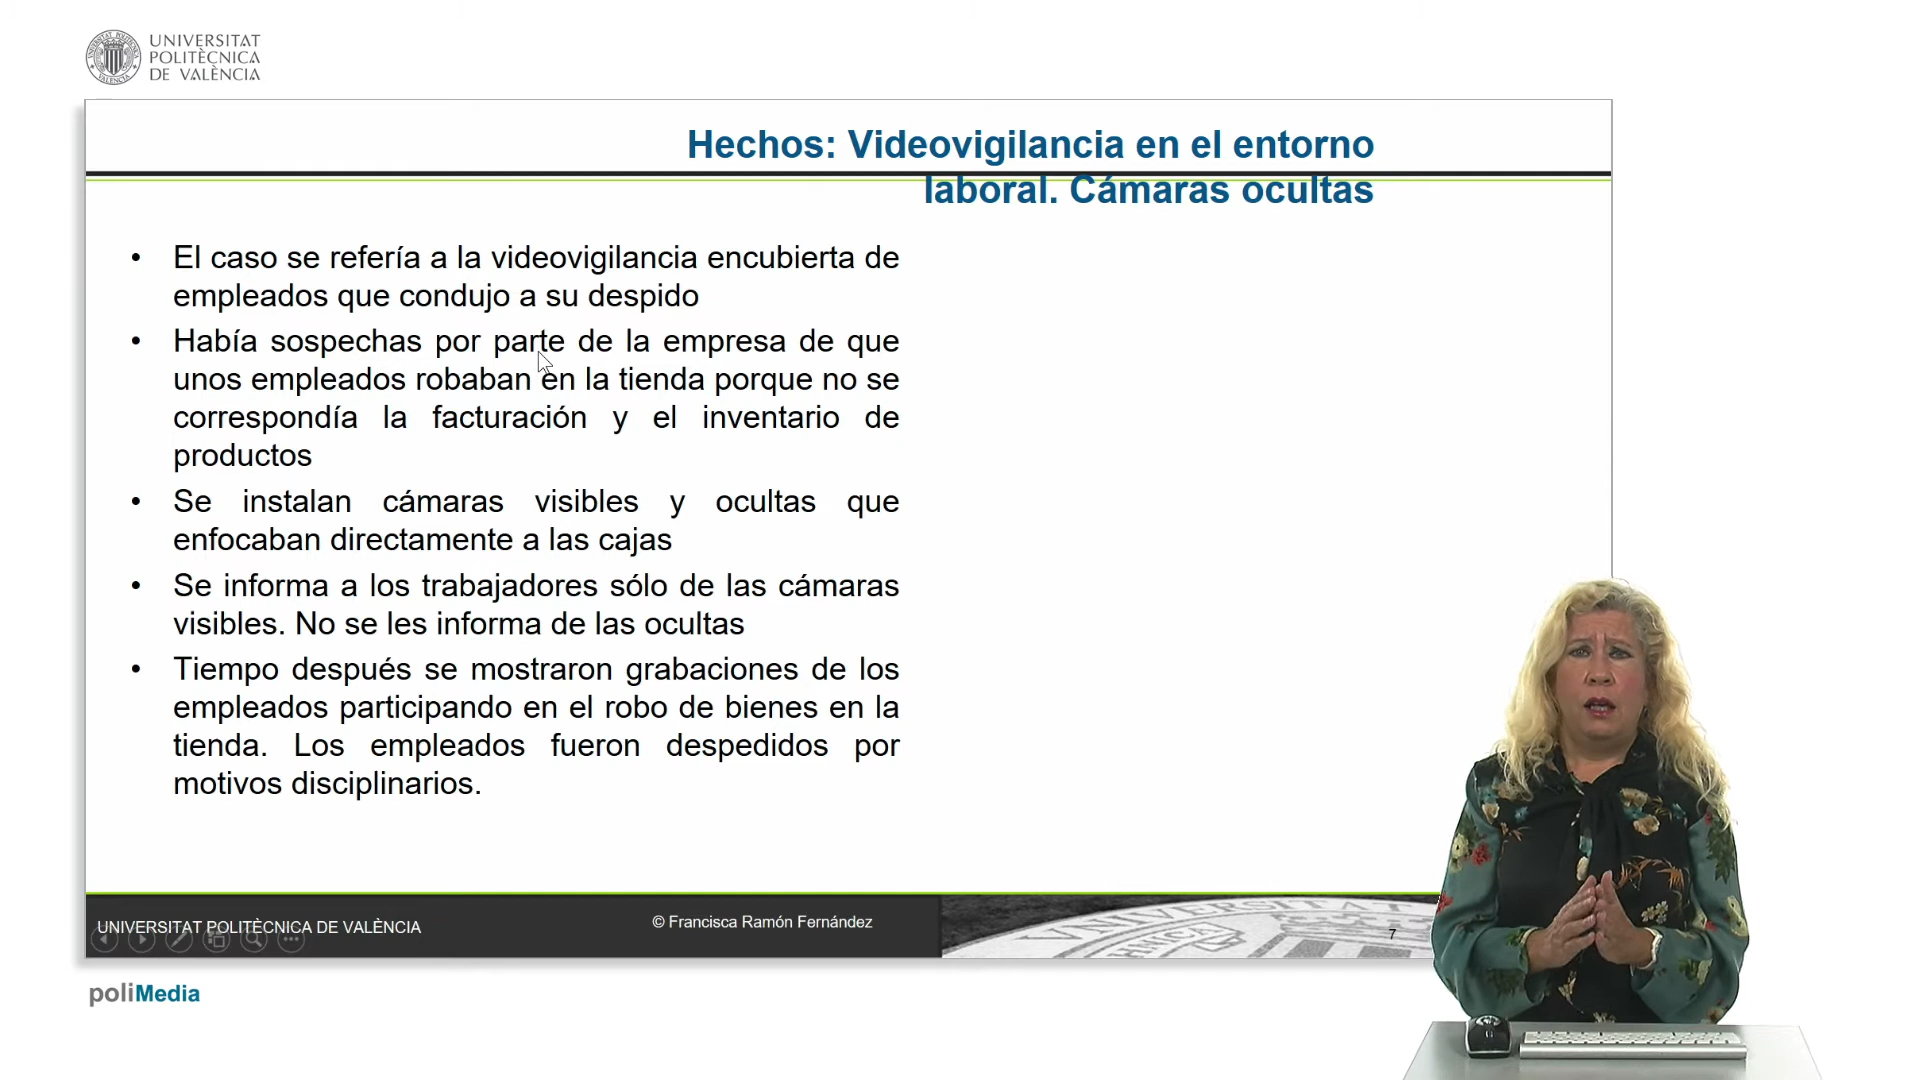 UNIVERSITAT
POLITÈCNICA
DE VALÈNCIA
Hechos: Videovigilancia en el entorno
laboral. Cámaras ocultas
• El caso se refería a la videovigilancia encubierta de
empleados que condujo a su despido
• Había sospechas por parte de la empresa de que
unos empleados robaban en la tienda porque no se
correspondía la facturación y el inventario de
productos
• Se instalan cámaras visibles y ocultas que
enfocaban directamente a las cajas
• Se informa a los trabajadores sólo de las cámaras
visibles. No se les informa de las ocultas
• Tiempo después se mostraron grabaciones de los
empleados participando en el robo de bienes en la
tienda. Los empleados fueron despedidos por
motivos disciplinarios.
UNIVERSITAT POLITÈCNICA DE VALÈNCIA
© Francisca Ramón Fernández
7
poliMedia